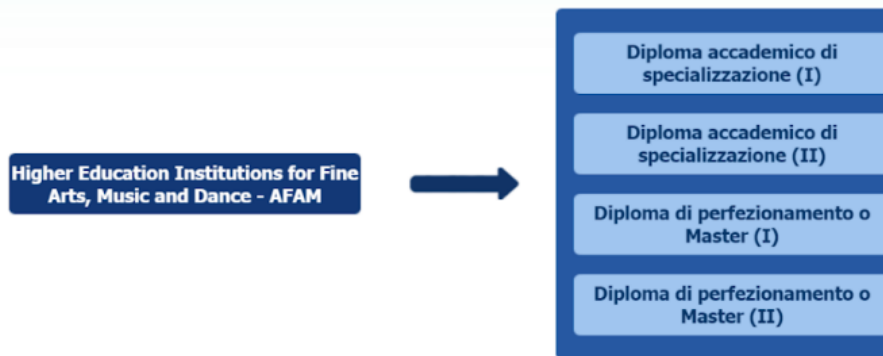 Higher Education Institutions for Fine
Arts, Music and Dance - AFAM
Diploma accademico di
specializzazione (I)
Diploma accademico di
specializzazione (II)
Diploma di perfezionamento o
Master (I)
Diploma di perfezionamento o
Master (II)